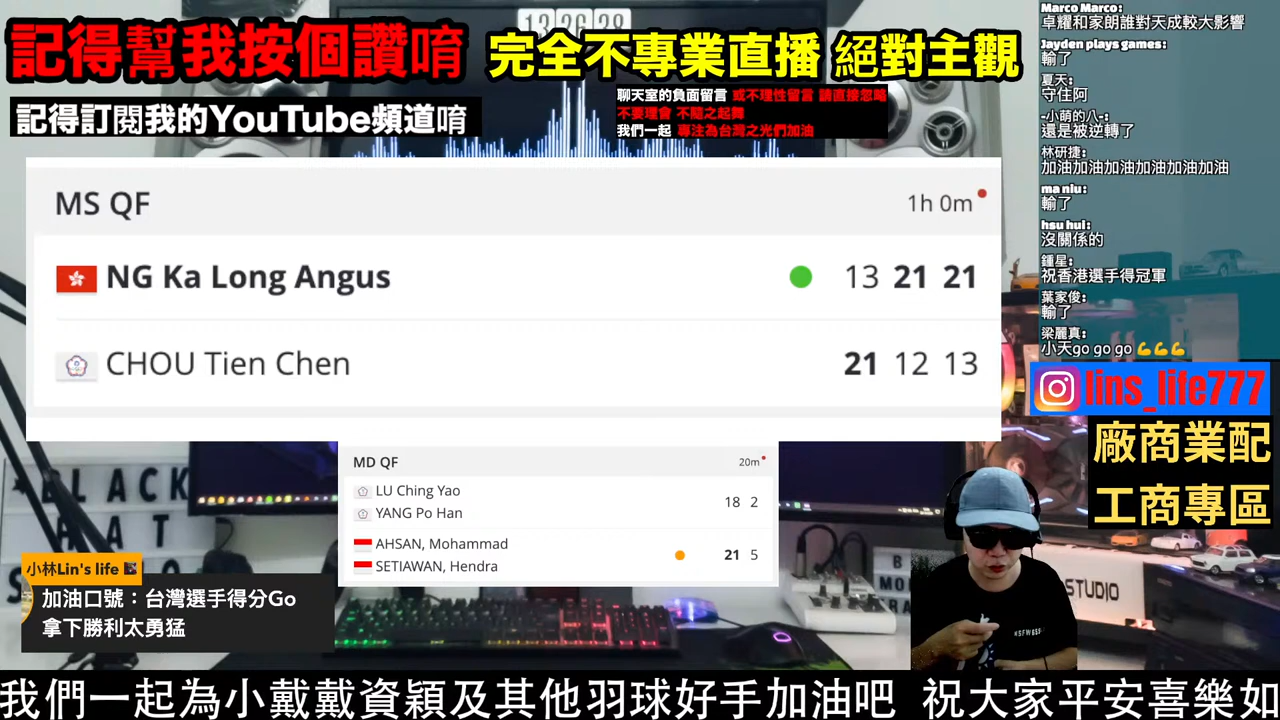 記得幫我按個讚唷
完全不專業直播 絕對主觀
記得訂閱我的YouTube頻道唷
聊天室的負面留言 或不理性留言 請直接忽略
不要理會 不隨之起舞
我們一起 專注為台灣之光們加油
MS QF
1h 0m
NG Ka Long Angus 13 21 21
CHOU Tien Chen 21 12 13
MD QF
20m
LU Ching Yao
YANG Po Han
18 2
AHSAN, Mohammad
SETIAWAN, Hendra
21 5
Marco Marco:
卓耀和家朗誰對天成較大影響
Jayden plays games:
輸了
夏天:
守住阿
-小萌的八-:
還是被逆轉了
林研捷:
加油加油加油加油加油加油
ma niu:
輸了
hsu hui:
沒關係的
鍾星:
祝香港選手得冠軍
葉家俊:
輸了
梁麗真:
小天go go go 💪💪💪
lins_life777
廠商業配
工商專區
BLACK
小林Lin's life
加油口號：台灣選手得分Go
拿下勝利太勇猛
STUDIO
我們一起為小戴戴資穎及其他羽球好手加油吧 祝大家平安喜樂如